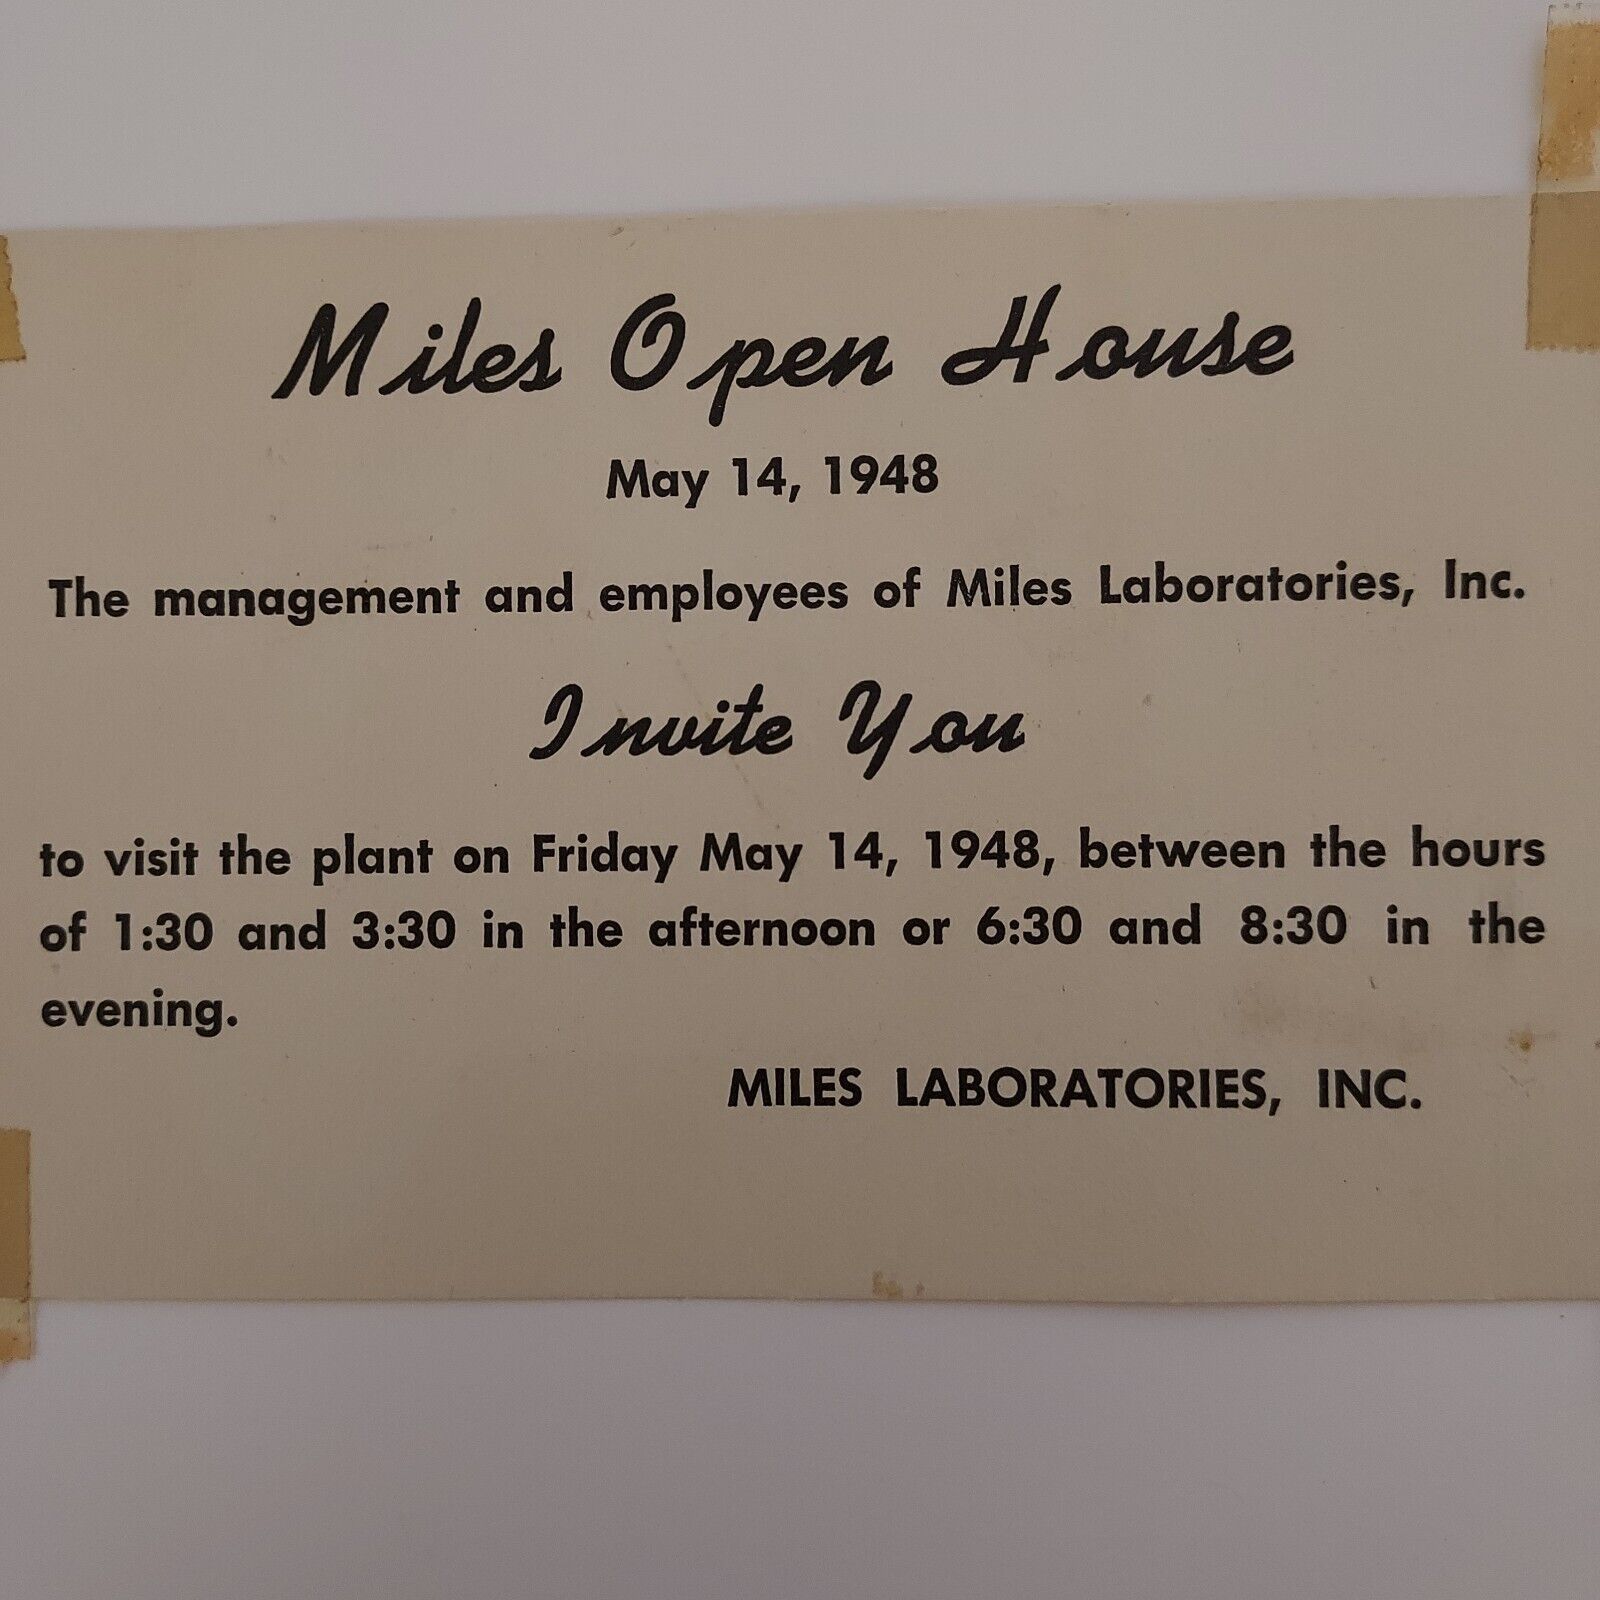 Miles Open House
May 14, 1948
The management and employees of Miles Laboratories, Inc.
Invite You
to visit the plant on Friday May 14, 1948, between the hours
of 1:30 and 3:30 in the afternoon or 6:30 and 8:30 in the
evening.
MILES LABORATORIES, INC.